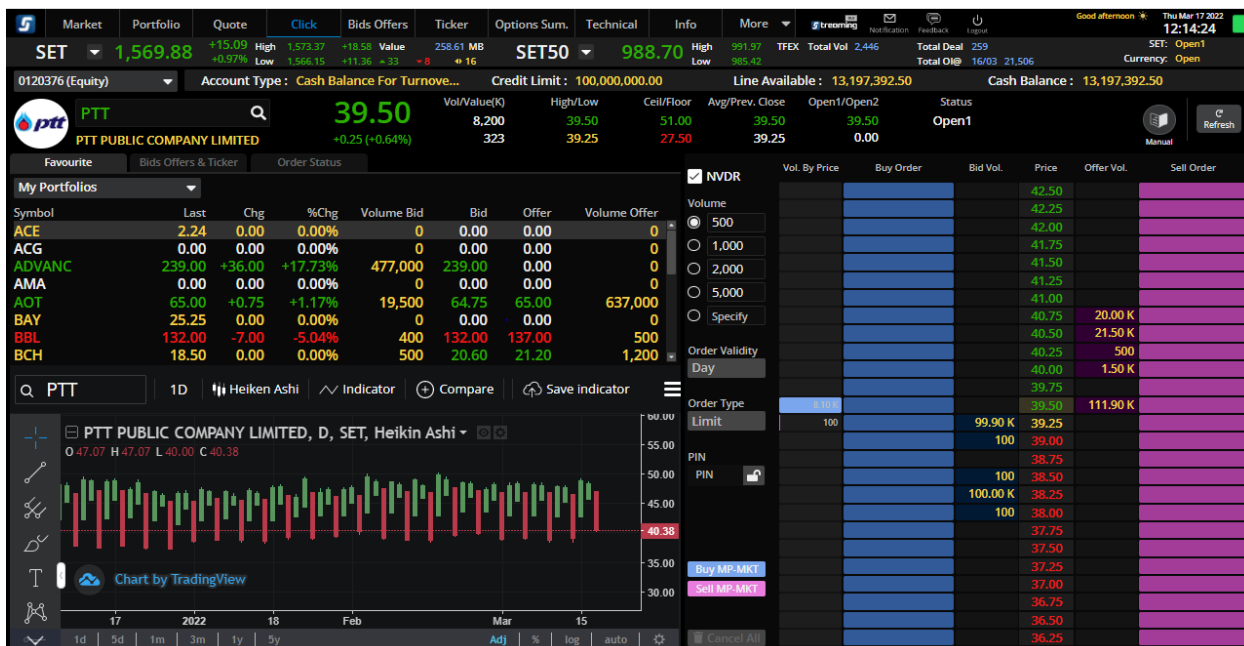 Market Portfolio Quote Click Bids Offers Ticker Options Sum. Technical Info More Streaming Notification Feedback Logout Good afternoon Thu Mar 17 2022
12:14:24
SET 1,569.88 +15.09 High 1,573.37 +18.58 Value 258.61 MB SET50 988.70 High 991.97 TFEX Total Vol 2,446 Total Deal 259 SET: Open1
+0.97% Low 1,566.15 +11.36 33 8 16 Low 985.42 Total OI@ 16/03 21,506 Currency: Open
0120376 (Equity) Account Type : Cash Balance For Turnove... Credit Limit : 100,000,000.00 Line Available : 13,197,392.50 Cash Balance : 13,197,392.50
ptt PTT 39.50 Vol/Value(K) High/Low Ceil/Floor Avg/Prev. Close Open1/Open2 Status
8,200 39.50 51.00 39.50 39.50 Open1
PTT PUBLIC COMPANY LIMITED +0.25 (+0.64%) 323 39.25 27.50 39.25 0.00 Manual Refresh
Favourite Bids Offers & Ticker Order Status
My Portfolios
Symbol Last Chg %Chg Volume Bid Bid Offer Volume Offer
ACE 2.24 0.00 0.00% 0 0.00 0.00 0
ACG 0.00 0.00 0.00% 0 0.00 0.00 0
ADVANC 239.00 +36.00 +17.73% 477,000 239.00 0.00 0
AMA 0.00 0.00 0.00% 0 0.00 0.00 0
AOT 65.00 +0.75 +1.17% 19,500 64.75 65.00 637,000
BAY 25.25 0.00 0.00% 0 0.00 0.00 0
BBL 132.00 -7.00 -5.04% 400 132.00 137.00 500
BCH 18.50 0.00 0.00% 500 20.60 21.20 1,200
PTT 1D Heiken Ashi Indicator Compare Save indicator
PTT PUBLIC COMPANY LIMITED, D, SET, Heikin Ashi
O 47.07 H 47.07 L 40.00 C 40.38
60.00
55.00
50.00
45.00
40.38
35.00
30.00
T
Chart by TradingView
17 2022 18 Feb Mar 15
1d 5d 1m 3m 1y 5y Adj % log auto
NVDR
Volume
500
1,000
2,000
5,000
Specify
Order Validity
Day
Order Type
Limit
PIN
PIN
Buy MP-MKT
Sell MP-MKT
Cancel All
Vol. By Price Buy Order Bid Vol. Price Offer Vol. Sell Order
42.50
42.25
42.00
41.75
41.50
41.25
41.00
40.75 20.00 K
40.50 21.50 K
40.25 500
40.00 1.50 K
39.75
8.10 K 39.50 111.90 K
100 99.90 K 39.25
100 39.00
38.75
100 38.50
100.00 K 38.25
100 38.00
37.75
37.50
37.25
37.00
36.75
36.50
36.25